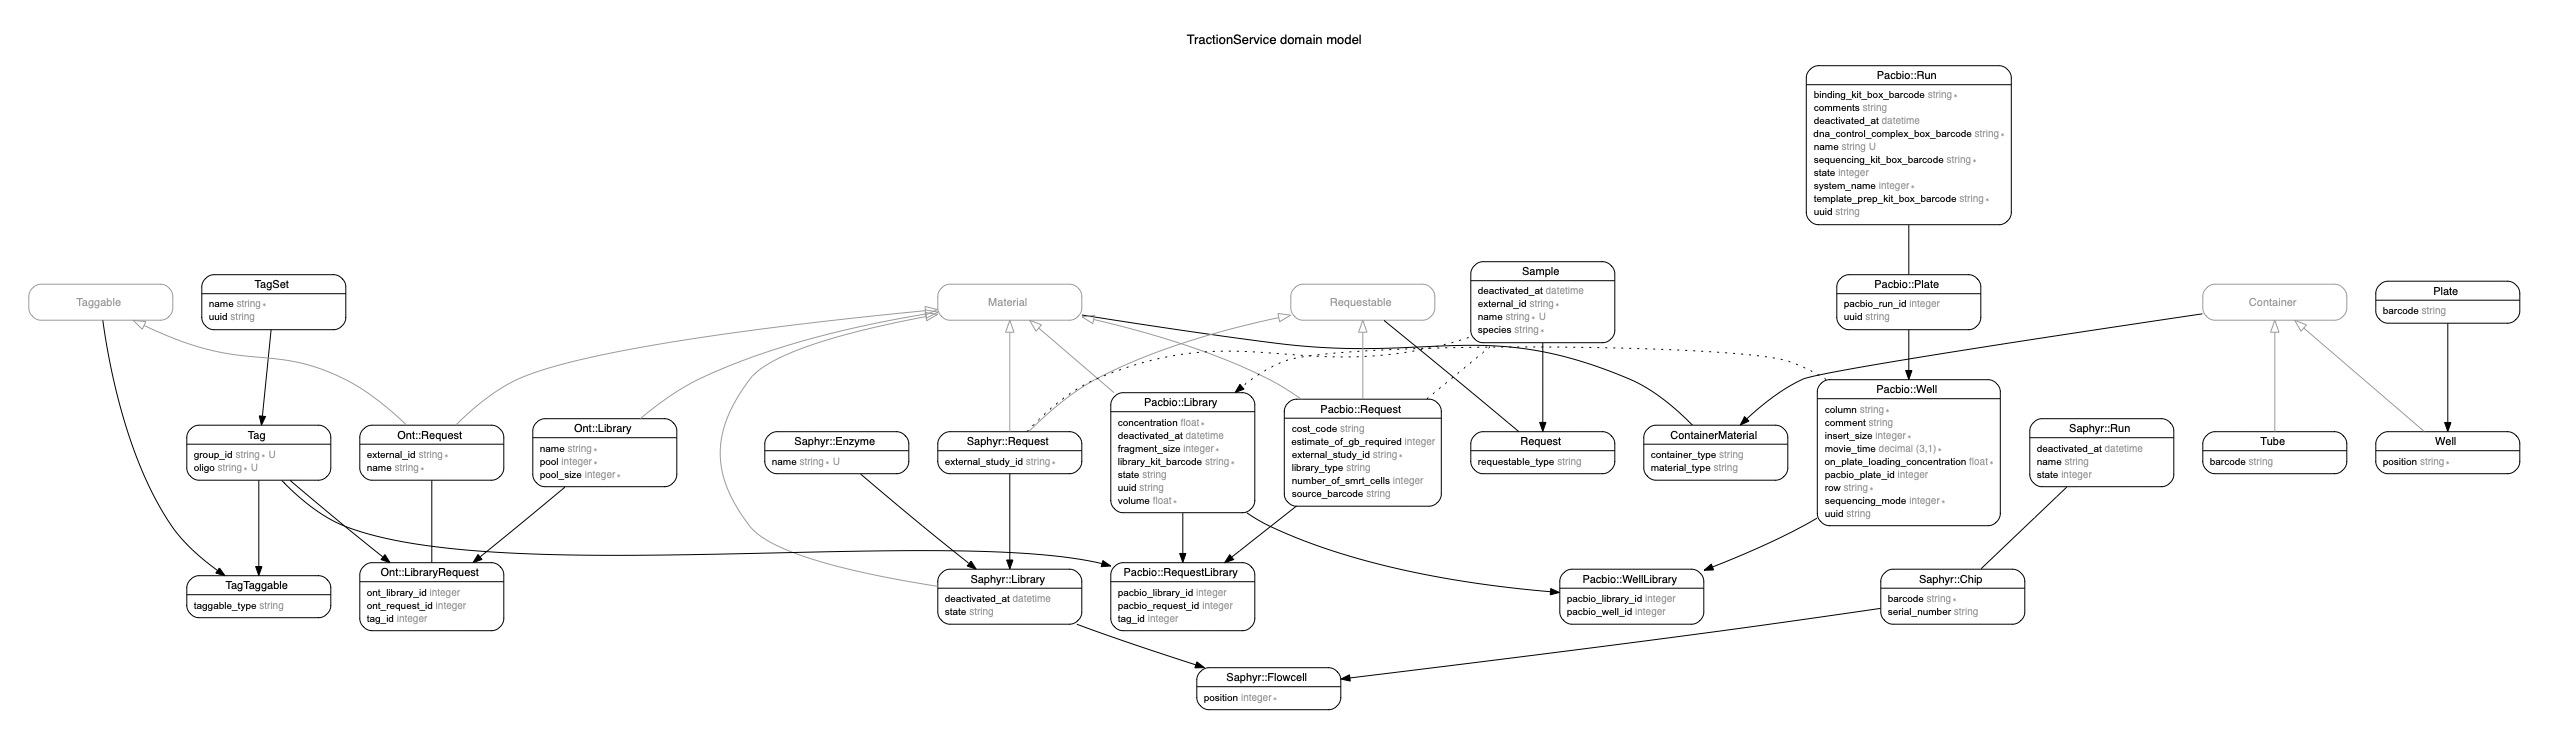 TractionService domain model
Pacbio::Run
binding_kit_box_barcode string *
comments string
deactivated_at datetime
dna_control_complex_box_barcode string *
name string U
sequencing_kit_box_barcode string *
state integer
system_name integer *
template_prep_kit_box_barcode string *
uuid string
Taggable
TagSet
name string *
uuid string
Material
Requestable
Sample
deactivated_at datetime
external_id string *
name string * U
species string *
Pacbio::Plate
pacbio_run_id integer
uuid string
Container
Plate
barcode string
Tag
group_id string * U
oligo string * U
Ont::Request
external_id string *
name string *
Ont::Library
name string *
pool integer *
pool_size integer *
Saphyr::Enzyme
name string * U
Saphyr::Request
external_study_id string *
Pacbio::Library
concentration float *
deactivated_at datetime
fragment_size integer *
library_kit_barcode string *
state string
uuid string
volume float *
Pacbio::Request
cost_code string
estimate_of_gb_required integer
external_study_id string *
library_type string
number_of_smrt_cells integer
source_barcode string
Request
requestable_type string
ContainerMaterial
container_type string
material_type string
Pacbio::Well
column string *
comment string
insert_size integer *
movie_time decimal (3,1) *
on_plate_loading_concentration float *
pacbio_plate_id integer
row string *
sequencing_mode integer *
uuid string
Saphyr::Run
deactivated_at datetime
name string
state integer
Tube
barcode string
Well
position string *
TagTaggable
taggable_type string
Ont::LibraryRequest
ont_library_id integer
ont_request_id integer
tag_id integer
Saphyr::Library
deactivated_at datetime
state string
Pacbio::RequestLibrary
pacbio_library_id integer
pacbio_request_id integer
tag_id integer
Pacbio::WellLibrary
pacbio_library_id integer
pacbio_well_id integer
Saphyr::Chip
barcode string *
serial_number string
Saphyr::Flowcell
position integer *